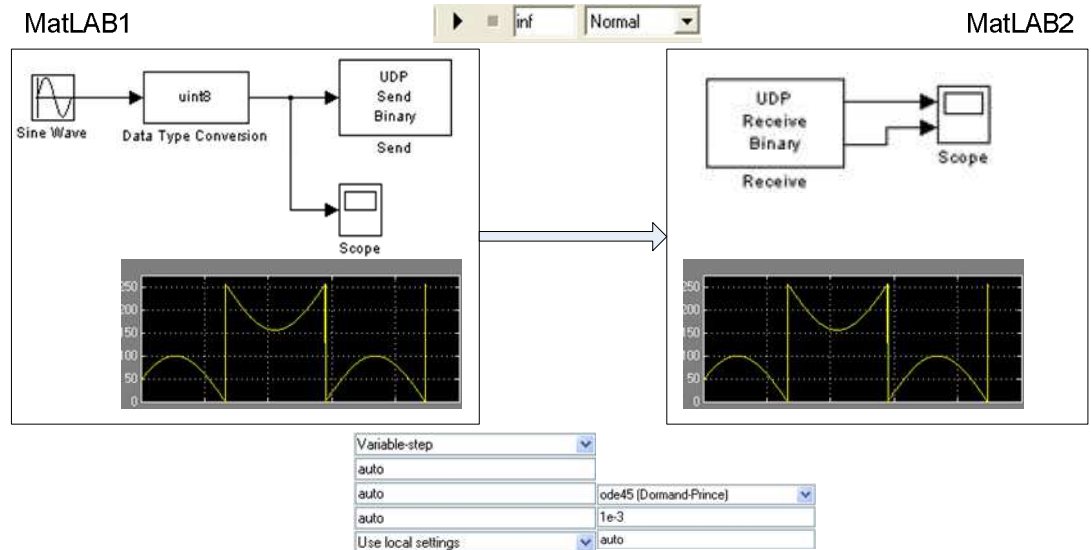 MatLAB1
inf
Normal
MatLAB2
uint8
Sine Wave
Data Type Conversion
UDP
Send
Binary
Send
Scope
250
200
150
100
50
0
UDP
Receive
Binary
Receive
Scope
250
200
150
100
50
0
Variable-step
auto
auto
ode45 (Dormand-Prince)
auto
1e-3
Use local settings
auto